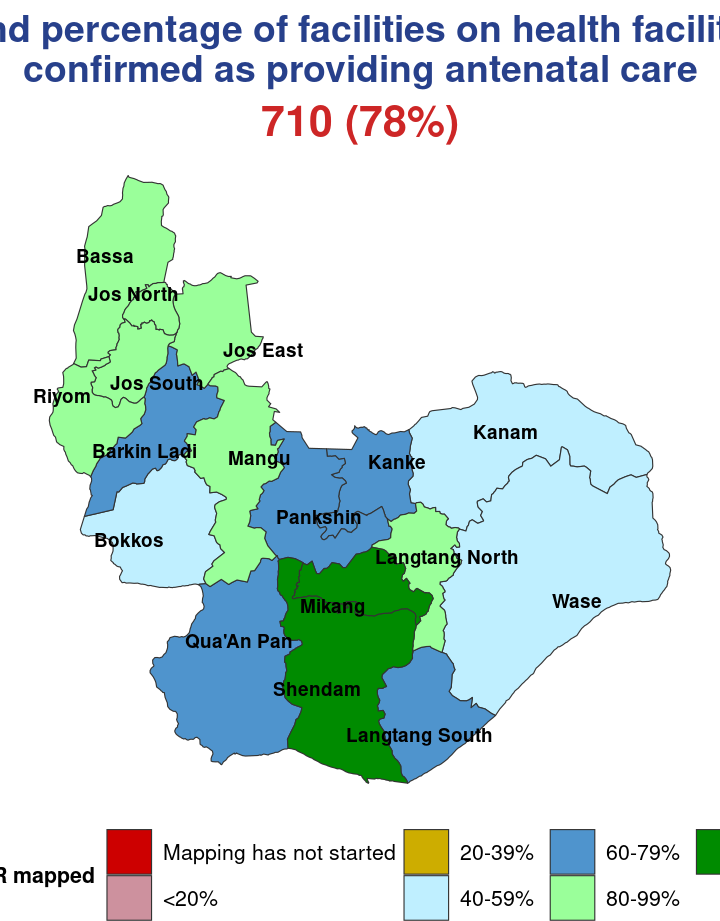 nd percentage of facilities on health facilit
confirmed as providing antenatal care
710 (78%)
Bassa
Jos North
Jos East
Riyom
Jos South
Kanam
Barkin Ladi
Mangu
Kanke
Pankshin
Bokkos
Langtang North
Mikang
Wase
Qua'An Pan
Shendam
Langtang South
R mapped
Mapping has not started
20-39%
60-79%
<20%
40-59%
80-99%